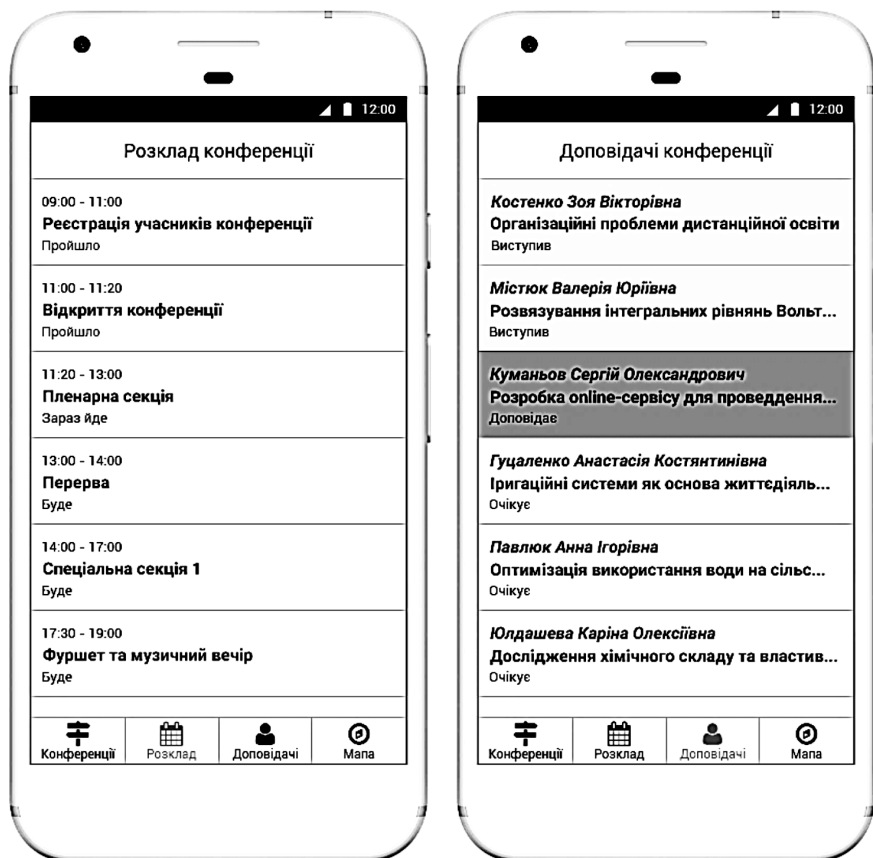 12:00
Розклад конференції
09:00 - 11:00
Реєстрація учасників конференції
Пройшло
11:00 - 11:20
Відкриття конференції
Пройшло
11:20 - 13:00
Пленарна секція
Зараз йде
13:00 - 14:00
Перерва
Буде
14:00 - 17:00
Спеціальна секція 1
Буде
17:30 - 19:00
Фуршет та музичний вечір
Буде
Конференції Розклад Доповідачі Мапа
12:00
Доповідачі конференції
Костенко Зоя Вікторівна
Організаційні проблеми дистанційної освіти
Виступив
Містюк Валерія Юріївна
Розвязування інтегральних рівнянь Вольт...
Виступив
Куманьов Сергій Олександрович
Розробка online-сервісу для проведдення...
Доповідає
Гуцаленко Анастасія Костянтинівна
Іригаційні системи як основа життєдіяль...
Очікує
Павлюк Анна Ігорівна
Оптимізація використання води на сільс...
Очікує
Юлдашева Каріна Олексіївна
Дослідження хімічного складу та властив...
Очікує
Конференції Розклад Доповідачі Мапа